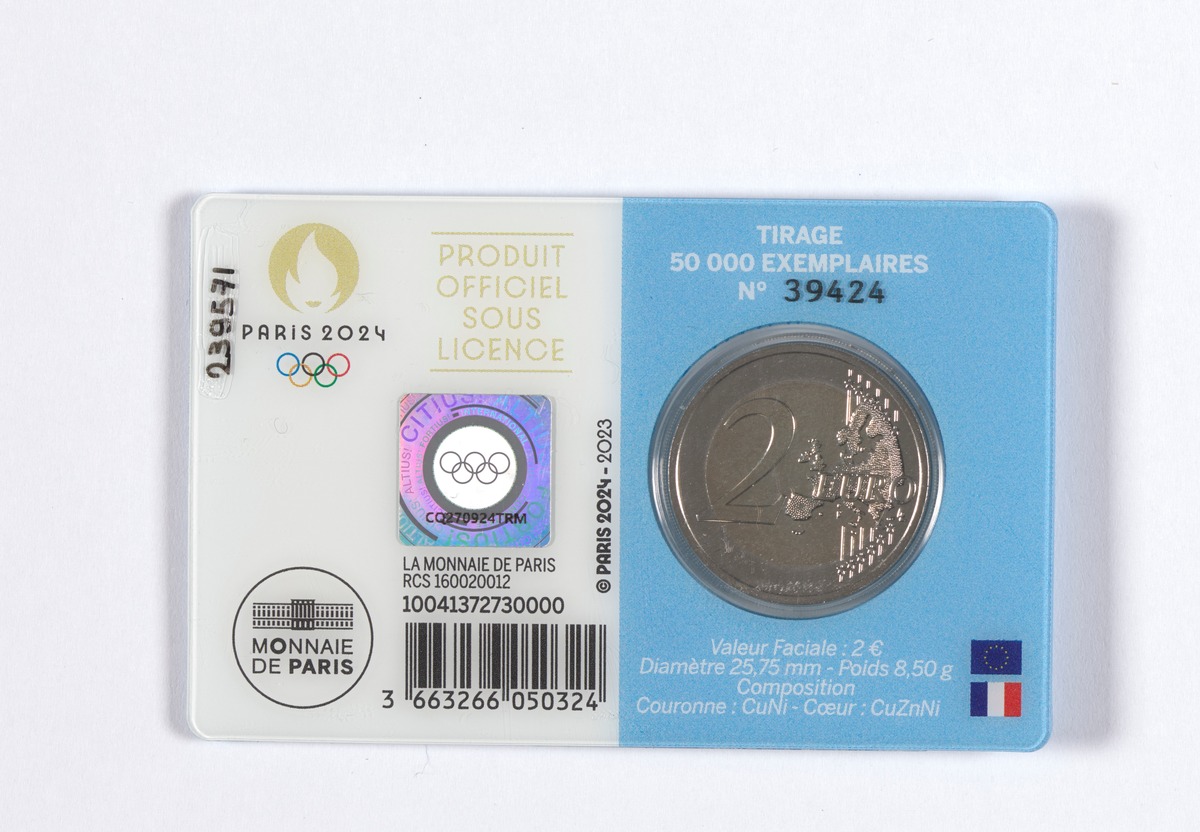 239571
PARIS 2024
PRODUIT
OFFICIEL
SOUS
LICENCE
CITIUS!
ALTIUS!
CQ270924TRM
LA MONNAIE DE PARIS
RCS 160020012
10041372730000
3 663266 050324
MONNAIE
DE PARIS
© PARIS 2024 - 2023
TIRAGE
50 000 EXEMPLAIRES
N° 39424
2 EURO
Valeur Faciale : 2 €
Diamètre 25,75 mm - Poids 8,50 g
Composition
Couronne : CuNi - Cœur : CuZnNi